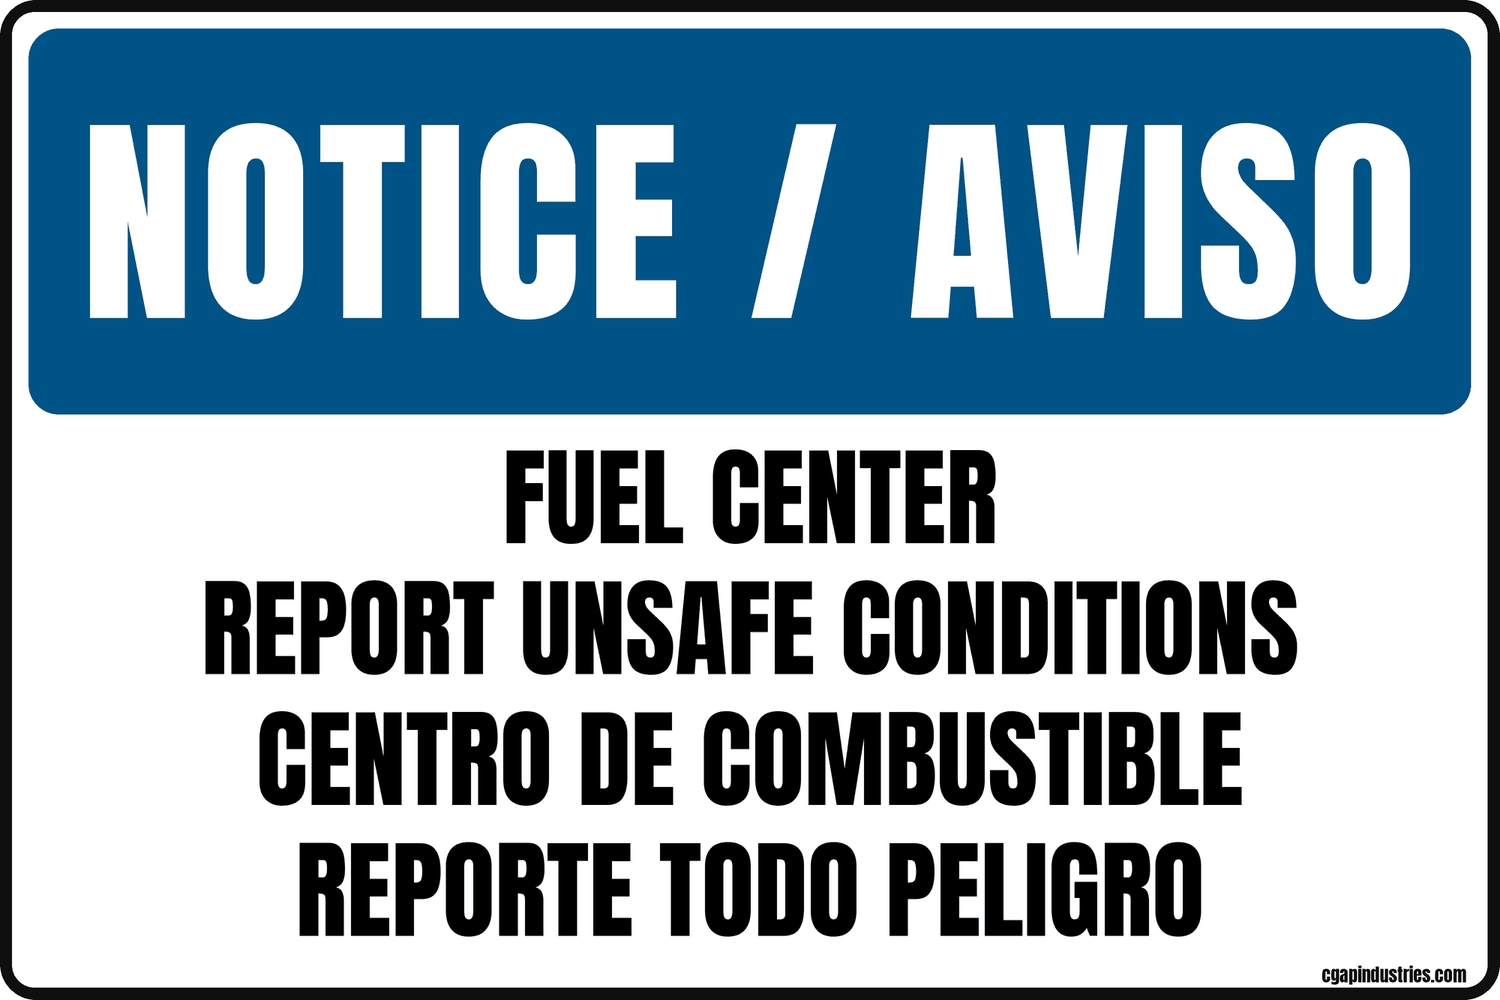 NOTICE / AVISO
FUEL CENTER
REPORT UNSAFE CONDITIONS
CENTRO DE COMBUSTIBLE
REPORTE TODO PELIGRO
cgapindustries.com